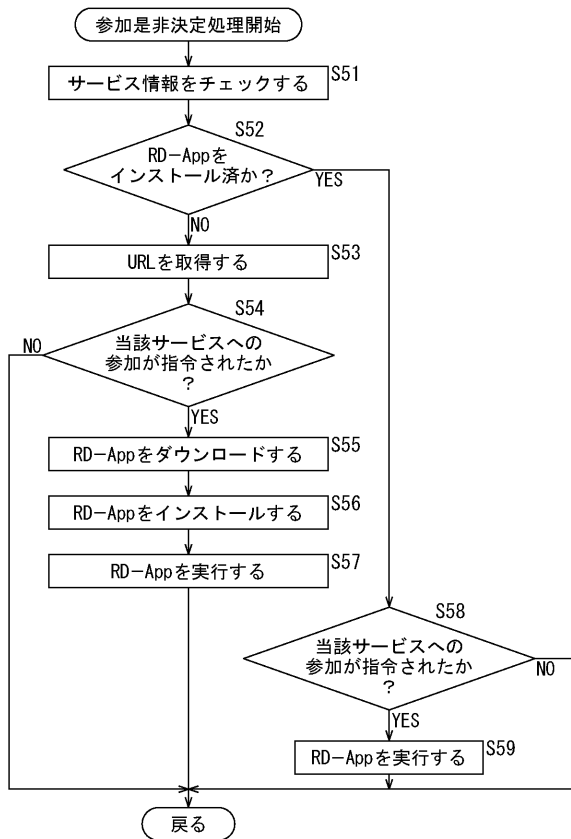 参加是非決定処理開始
サービス情報をチェックする
S51
S52
RD-Appを
インストール済か？
YES
NO
URLを取得する
S53
S54
当該サービスへの
参加が指令されたか
？
NO
YES
RD-Appをダウンロードする
S55
RD-Appをインストールする
S56
RD-Appを実行する
S57
S58
当該サービスへの
参加が指令されたか
？
NO
YES
RD-Appを実行する
S59
戻る